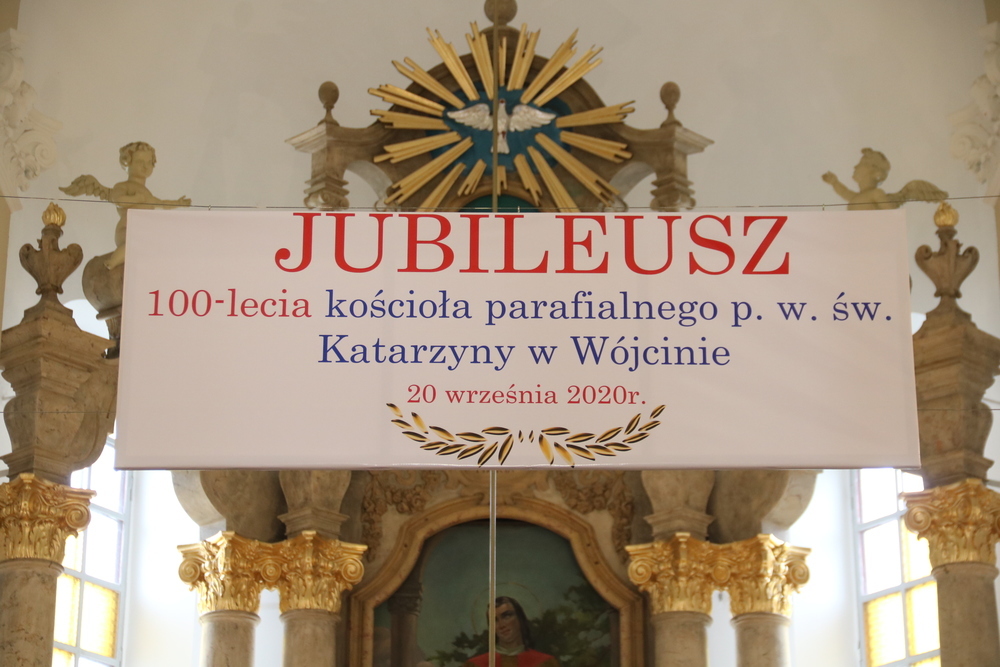 JUBILEUSZ
100-lecia kościoła parafialnego p. w. św.
Katarzyny w Wójcinie
20 września 2020r.